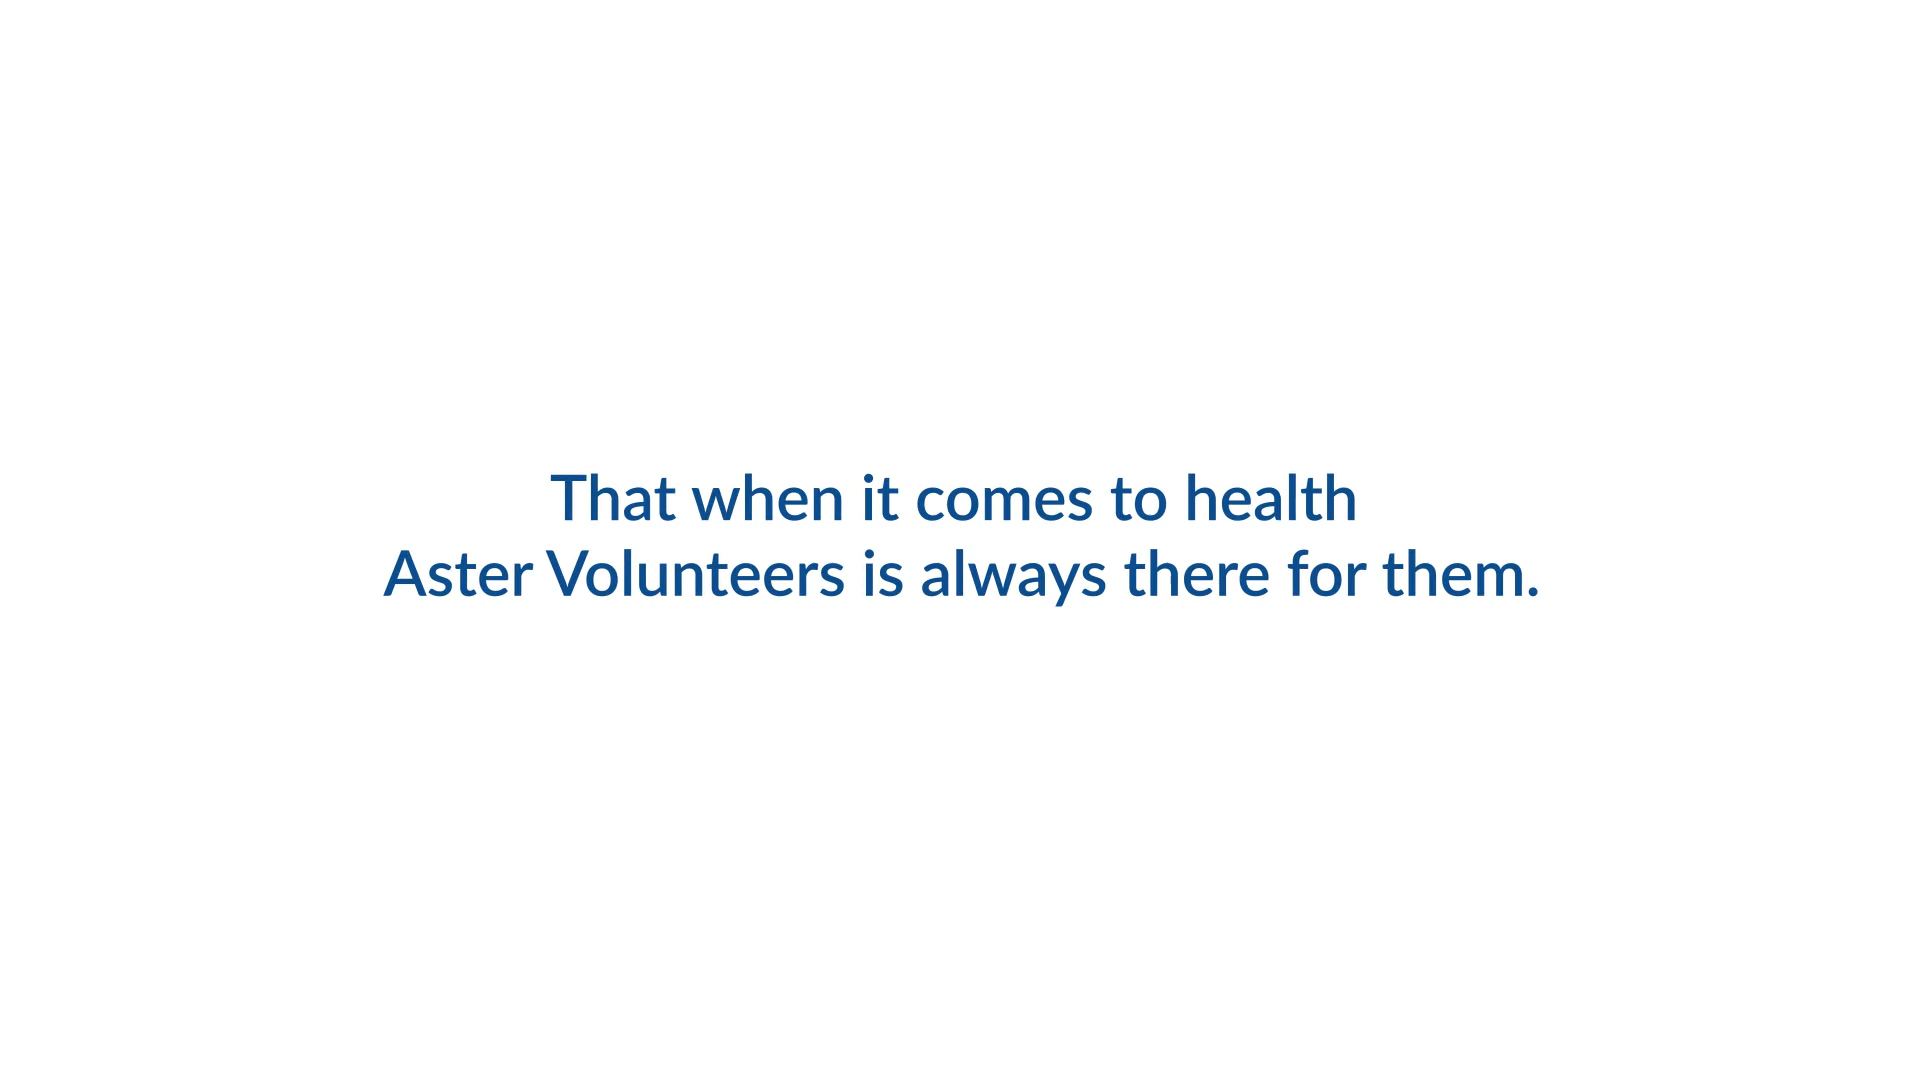 That when it comes to health
Aster Volunteers is always there for them.